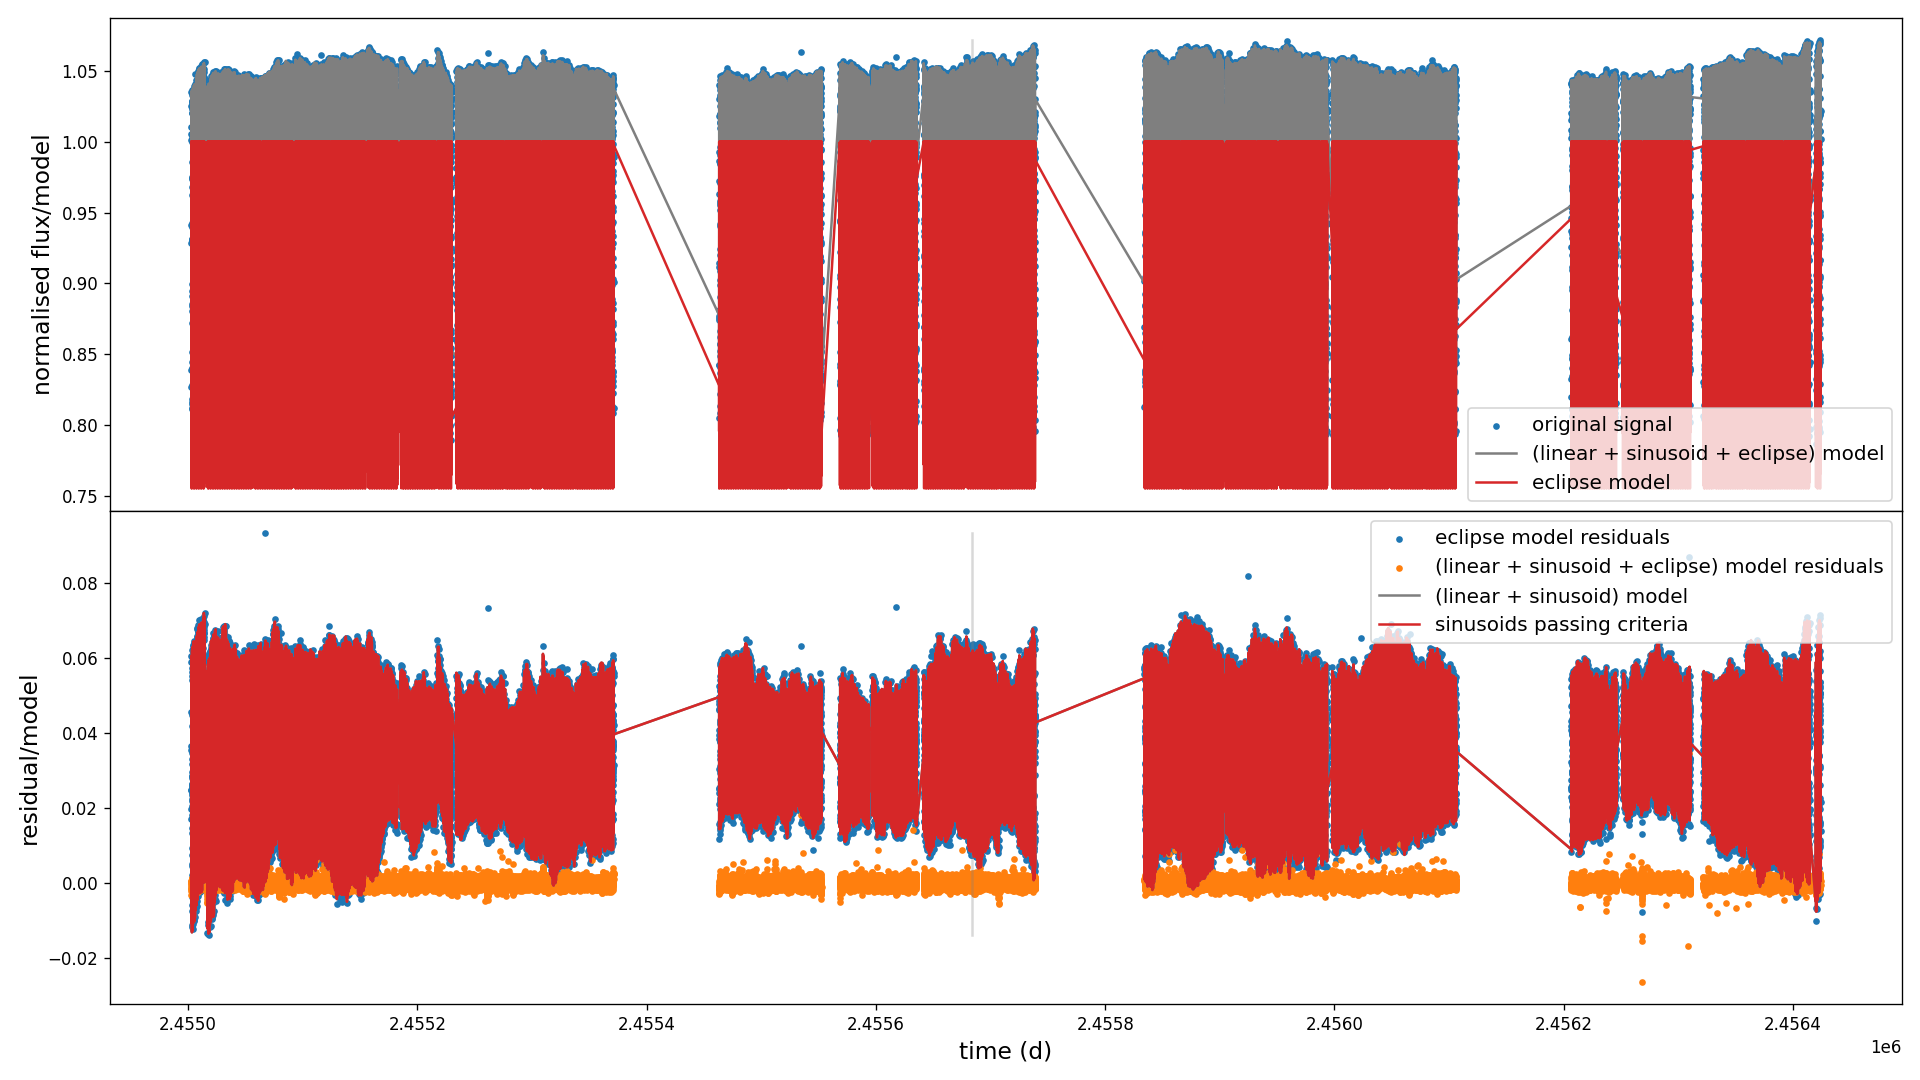 normalised flux/model
1.05
1.00
0.95
0.90
0.85
0.80
0.75
original signal
(linear + sinusoid + eclipse) model
eclipse model
residual/model
0.08
0.06
0.04
0.02
0.00
−0.02
eclipse model residuals
(linear + sinusoid + eclipse) model residuals
(linear + sinusoid) model
sinusoids passing criteria
2.4550
2.4552
2.4554
2.4556
2.4558
2.4560
2.4562
2.4564
1e6
time (d)